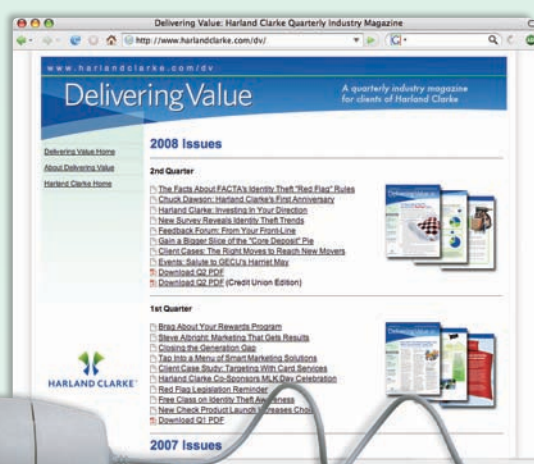 Delivering Value: Harland Clarke Quarterly Industry Magazine
http://www.harlandclarke.com/dv/
www.harlandclarke.com/dv
DeliveringValue
A quarterly industry magazine
for clients of Harland Clarke
Delivering Value Home
About Delivering Value
Harland Clarke Home
2008 Issues
2nd Quarter
The Facts About FACTA's Identity Theft "Red Flag" Rules
Chuck Dawson: Harland Clarke's First Anniversary
Harland Clarke: Investing In Your Direction
New Survey Reveals Identity Theft Trends
Feedback Forum: From Your Front-Line
Gain a Bigger Slice of the "Core Deposit" Pie
Client Cases: The Right Moves to Reach New Movers
Events: Salute to GECU's Harriet May
Download Q2 PDF
Download Q2 PDF (Credit Union Edition)
1st Quarter
Brag About Your Rewards Program
Steve Albright: Marketing That Gets Results
Closing the Generation Gap
Tap Into a Menu of Smart Marketing Solutions
Client Case Study: Targeting With Card Services
Harland Clarke Co-Sponsors MLK Day Celebration
Red Flag Legislation Reminder
Free Class on Identity Theft Awareness
New Check Product Launch Increases
Download Q1 PDF
HARLAND CLARKE
2007 Issues